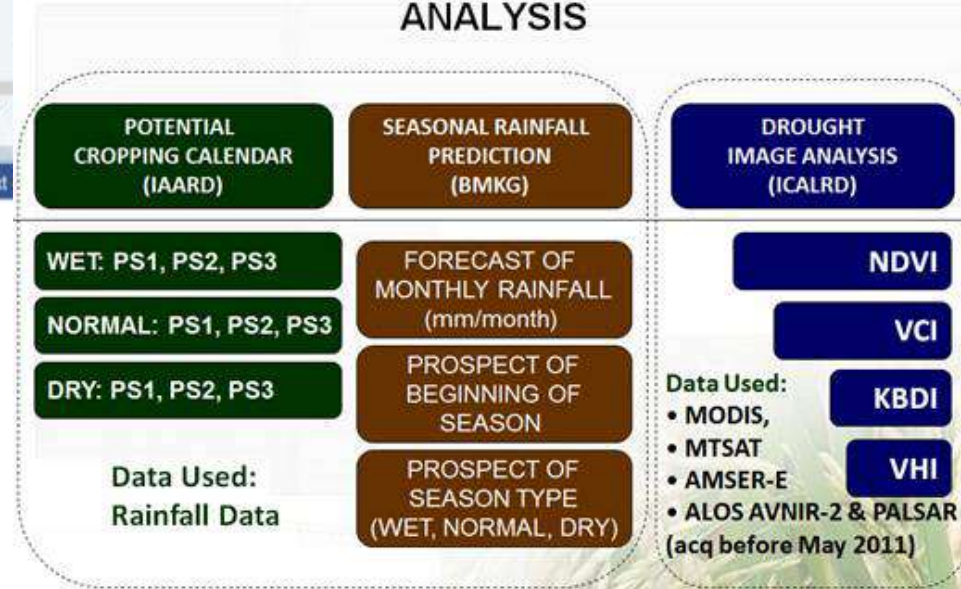 ANALYSIS
POTENTIAL
CROPPING CALENDAR
(IAARD)
SEASONAL RAINFALL
PREDICTION
(BMKG)
DROUGHT
IMAGE ANALYSIS
(ICALRD)
WET: PS1, PS2, PS3
NORMAL: PS1, PS2, PS3
DRY: PS1, PS2, PS3
Data Used:
Rainfall Data
FORECAST OF
MONTHLY RAINFALL
(mm/month)
PROSPECT OF
BEGINNING OF
SEASON
PROSPECT OF
SEASON TYPE
(WET, NORMAL, DRY)
NDVI
VCI
KBDI
VHI
Data Used:
• MODIS,
• MTSAT
• AMSER-E
• ALOS AVNIR-2 & PALSAR
(acq before May 2011)